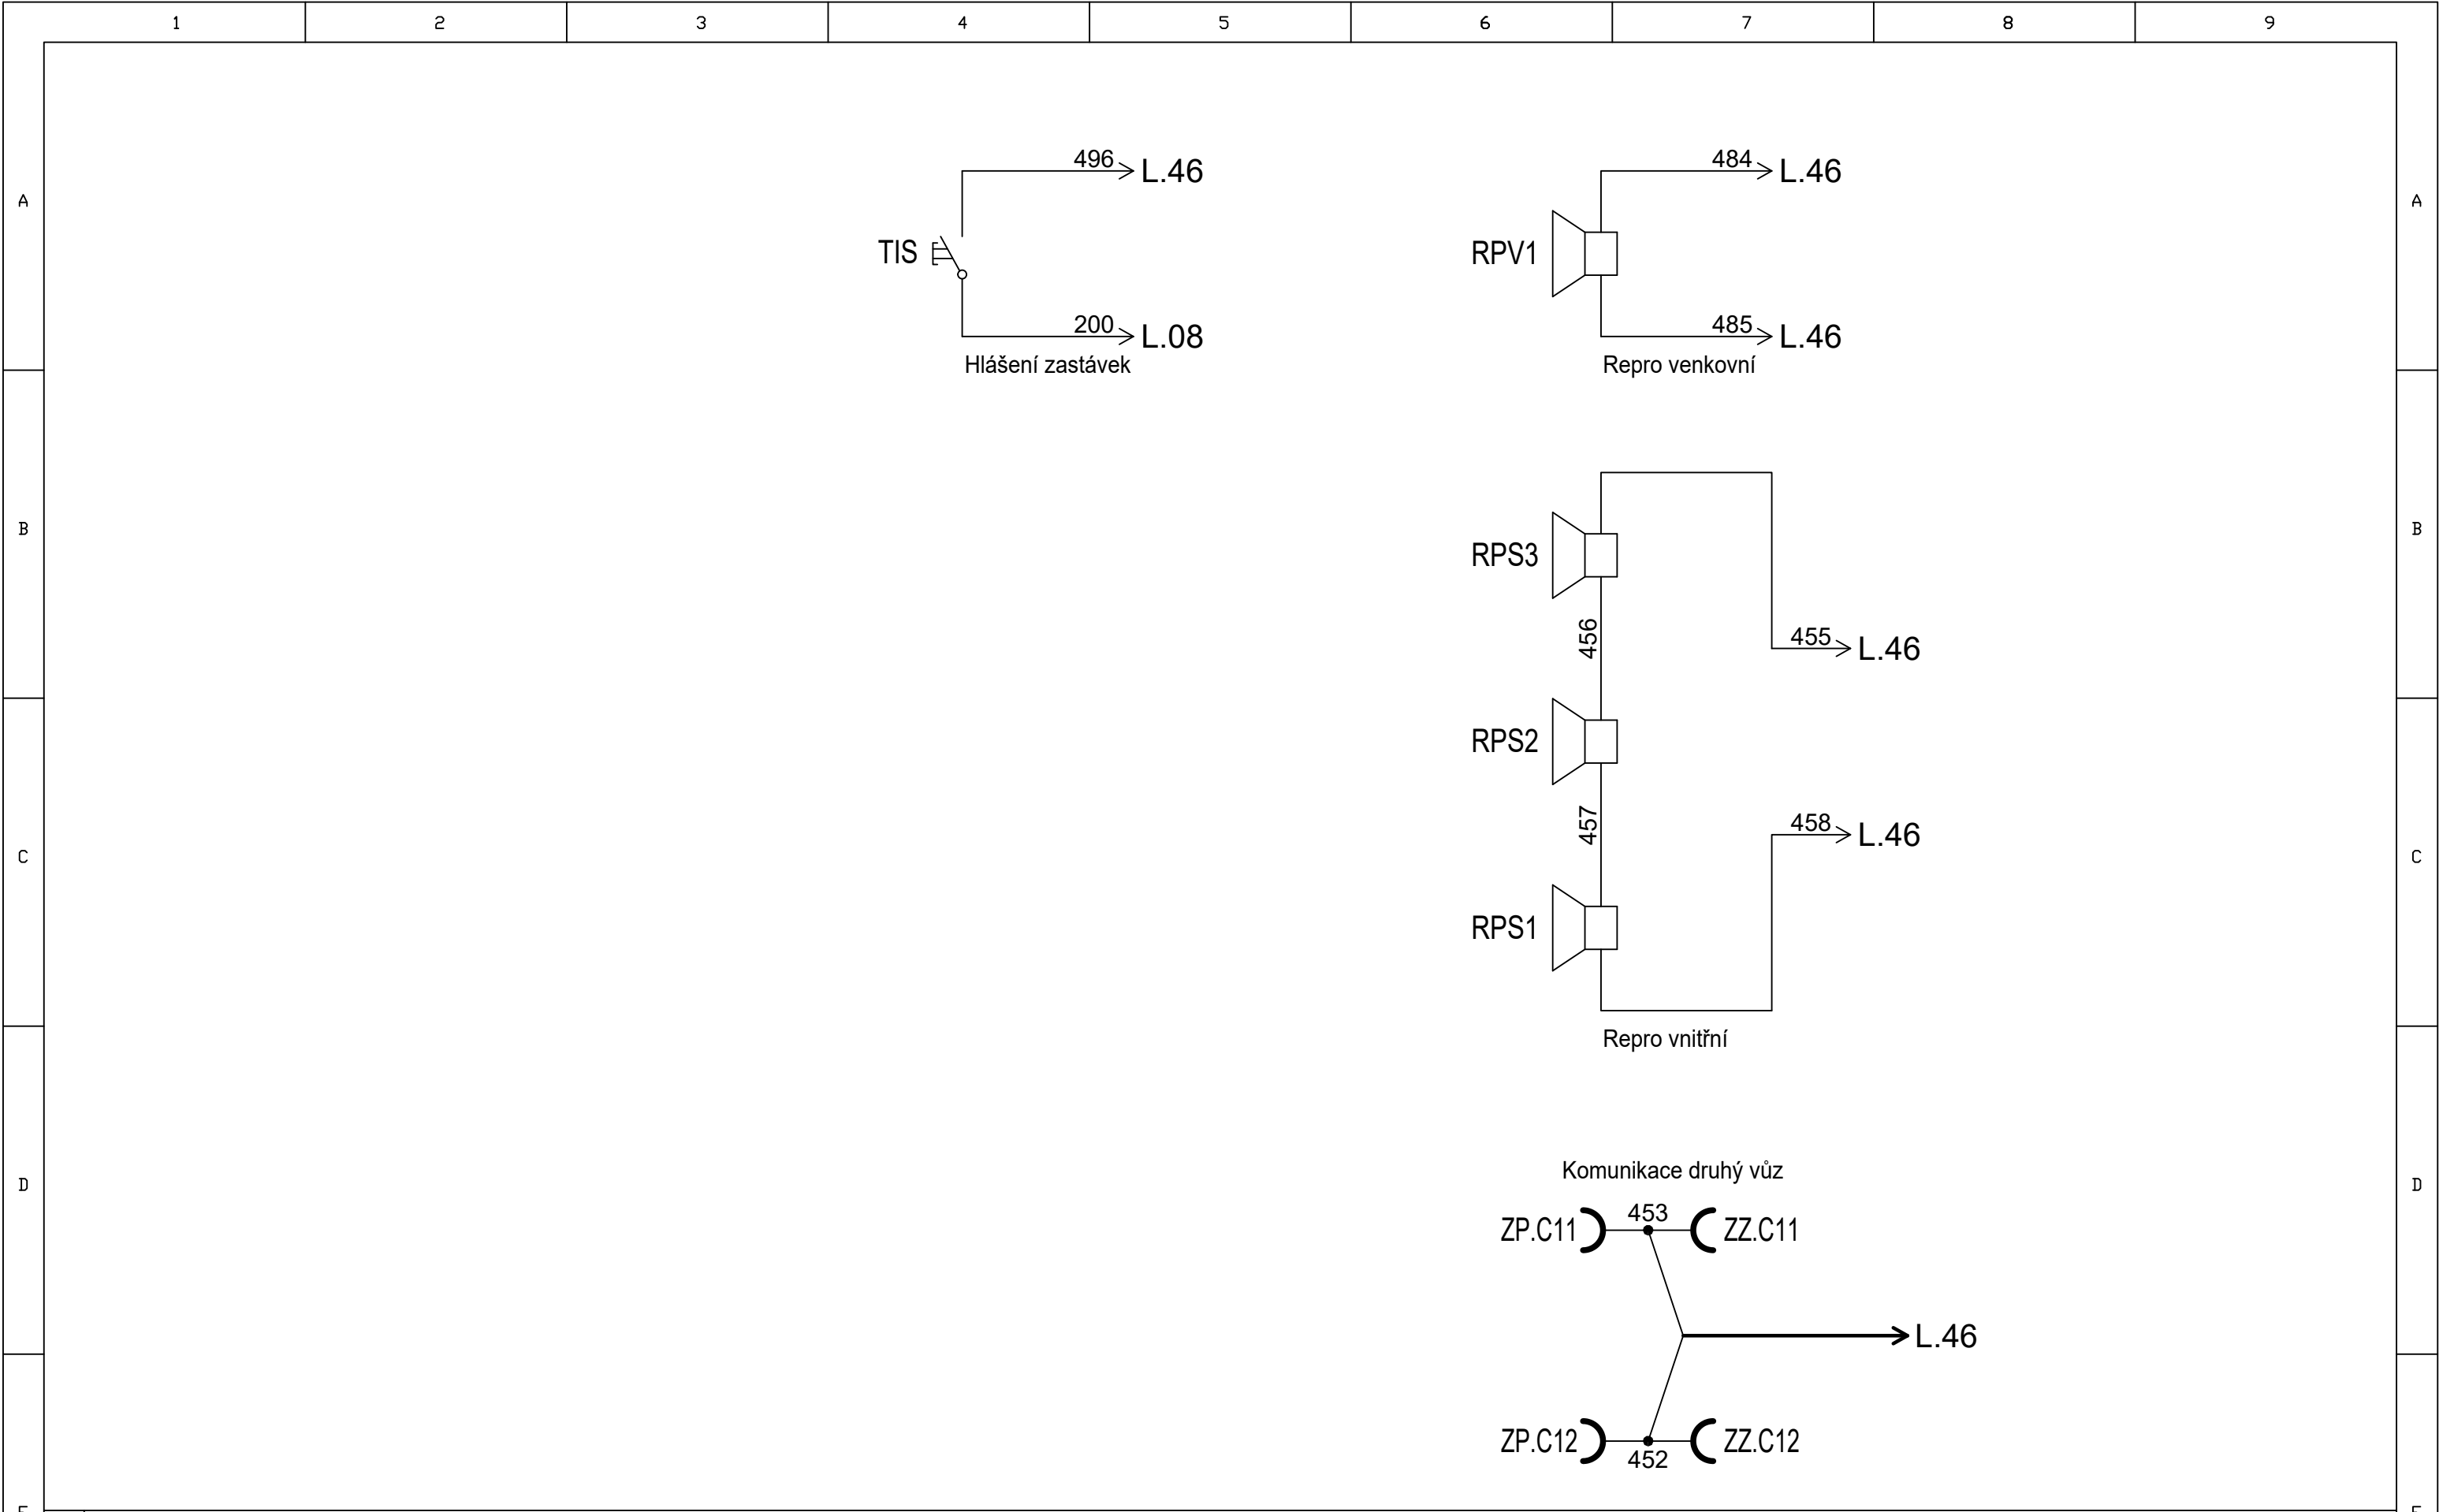 1 2 3 4 5 6 7 8 9
496 L.46 484 L.46
A A
TIS RPV1
200 L.08 485 L.46
Hlášení zastávek Repro venkovní
B B
RPS3
456 455 L.46
RPS2
457 458 L.46
C C
RPS1
Repro vnitřní
Komunikace druhý vůz
D D
453
ZP.C11 ZZ.C11
L.46
ZP.C12 ZZ.C12
452